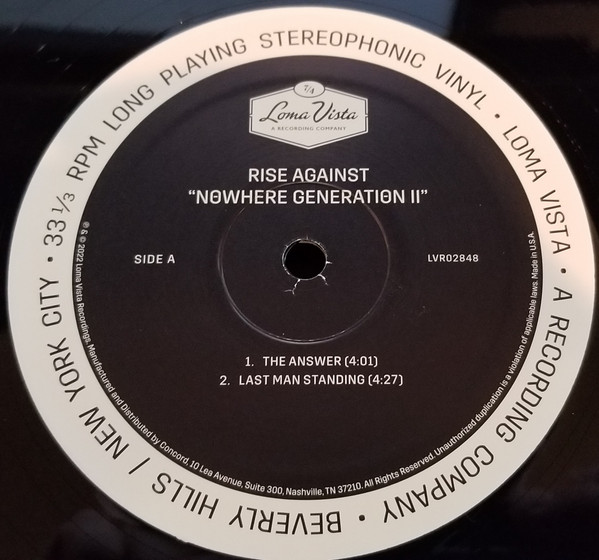 33 1/3 RPM LONG PLAYING STEREOPHONIC VINYL • LOMA VISTA • A RECORDING COMPANY • BEVERLY HILLS / NEW YORK CITY •
7/4
Loma Vista
A RECORDING COMPANY
RISE AGAINST
“NOWHERE GENERATION II”
SIDE A
LVR02848
1. THE ANSWER (4:01)
2. LAST MAN STANDING (4:27)
℗ & © 2022 Loma Vista Recordings. Manufactured and Distributed by Concord, 10 Lea Avenue, Suite 300, Nashville, TN 37210. All Rights Reserved. Unauthorized duplication is a violation of applicable laws. Made in U.S.A.